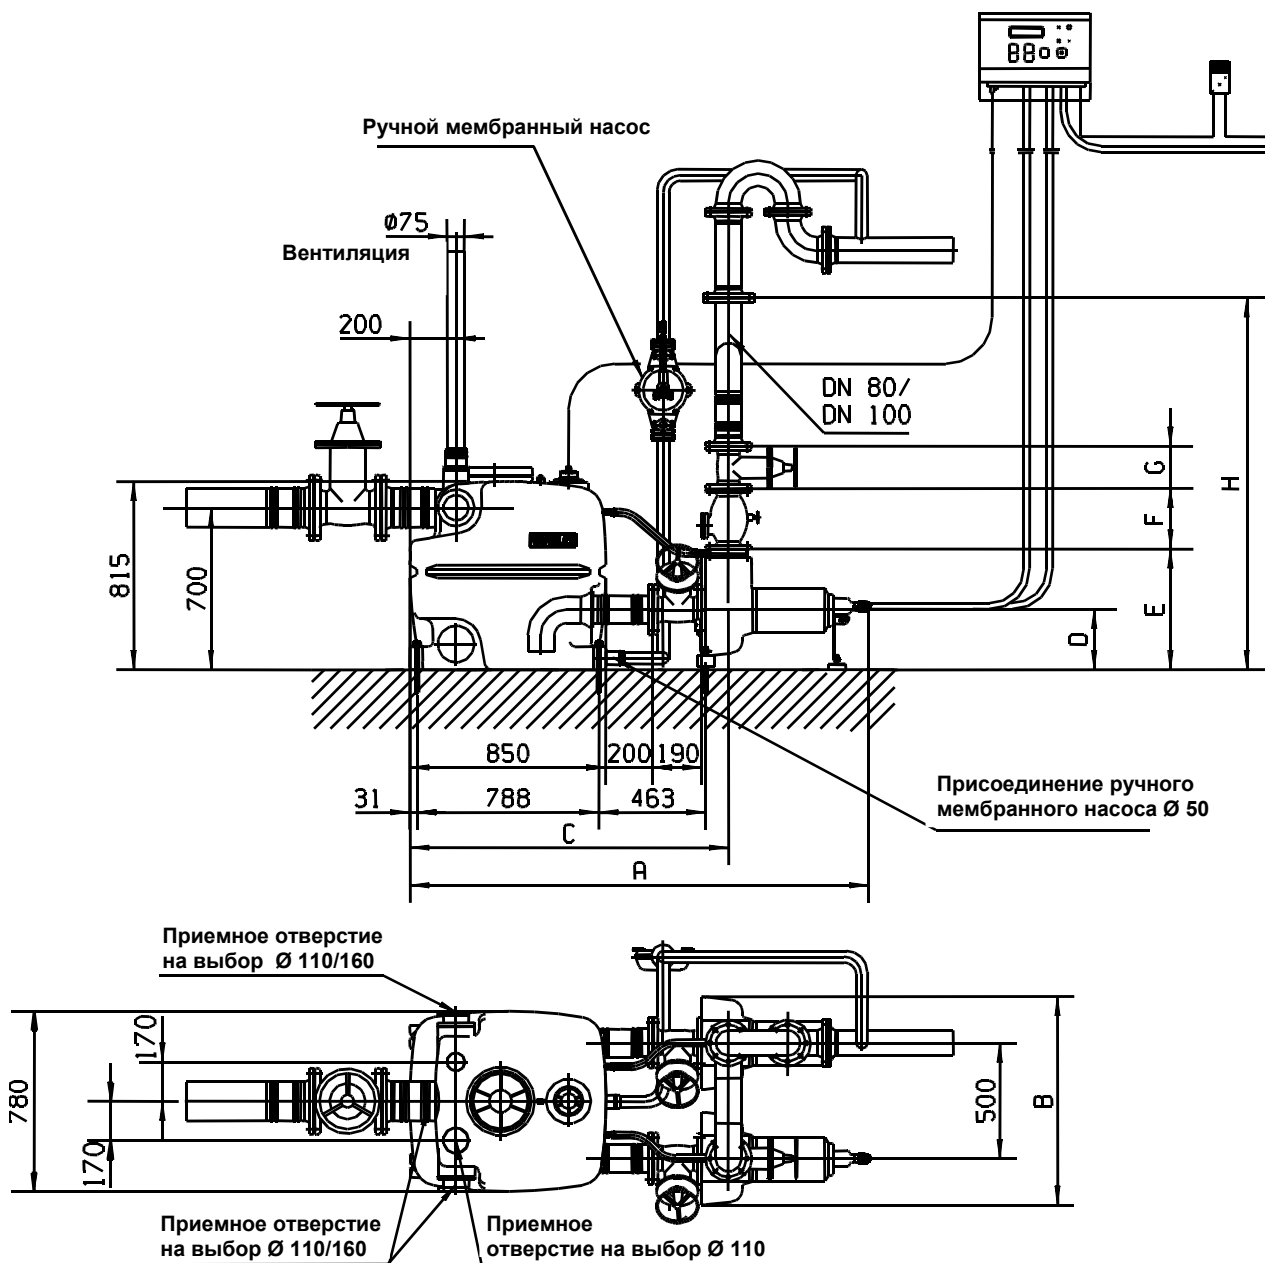 Ручной мембранный насос
Ø75
Вентиляция
200
DN 80/
DN 100
G
H
F
815
700
E
D
850
200
190
Присоединение ручного
мембранного насоса Ø 50
31
788
463
C
A
Приемное отверстие
на выбор Ø 110/160
170
780
500
B
170
Приемное отверстие
на выбор Ø 110/160
Приемное
отверстие на выбор Ø 110